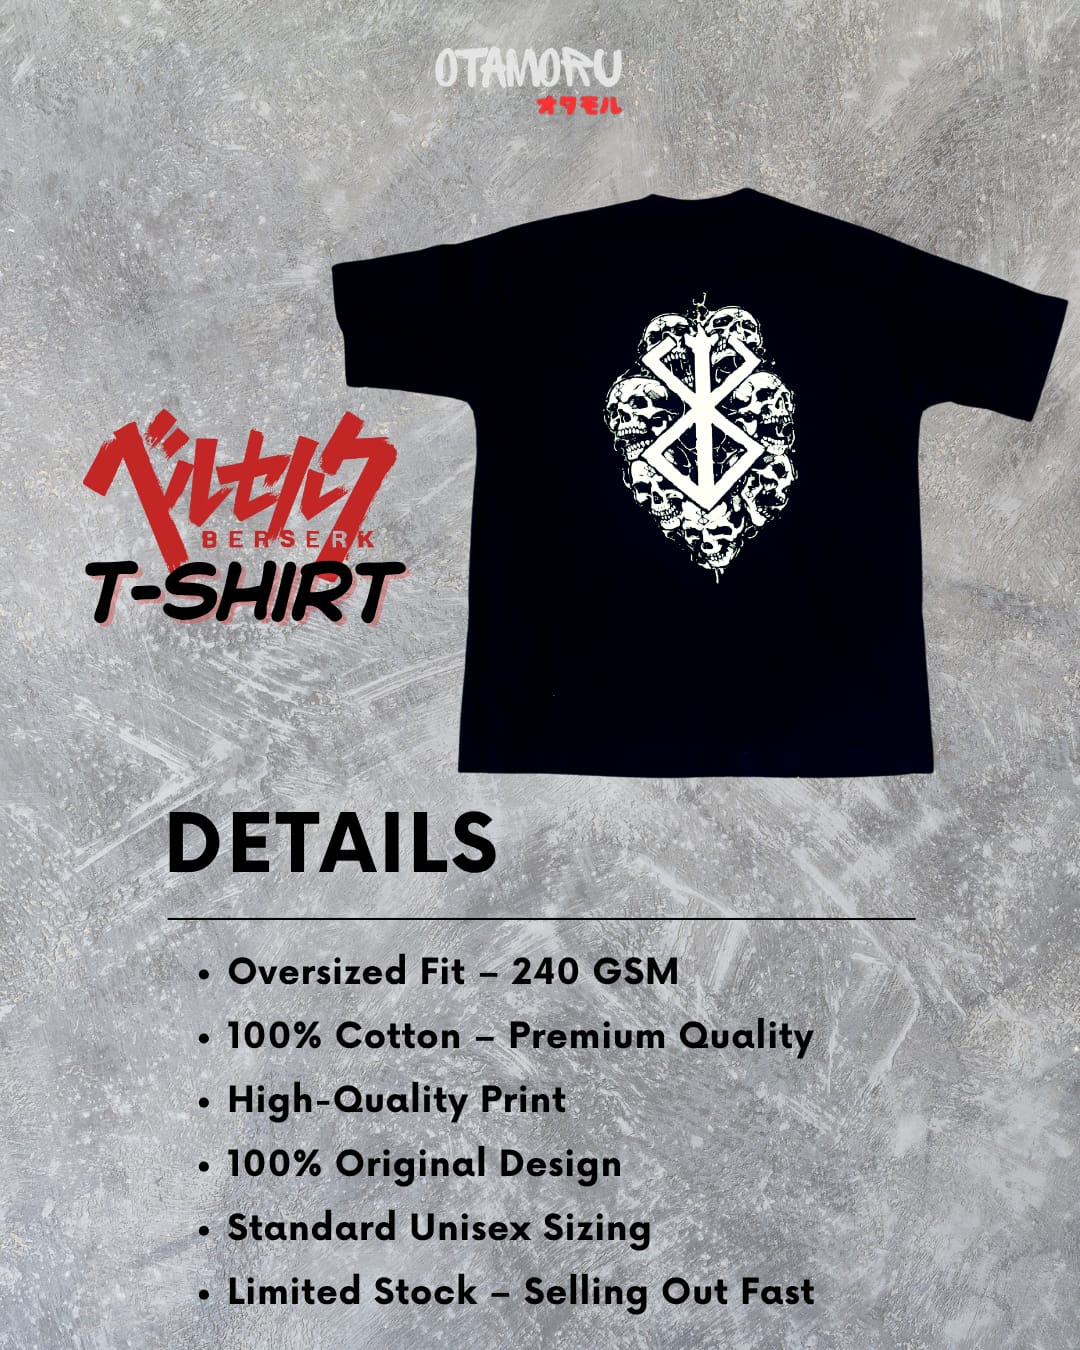 OTAMORU
オタモル
ベルセルク
BERSERK
T-SHIRT
DETAILS
• Oversized Fit – 240 GSM
• 100% Cotton – Premium Quality
• High-Quality Print
• 100% Original Design
• Standard Unisex Sizing
• Limited Stock – Selling Out Fast